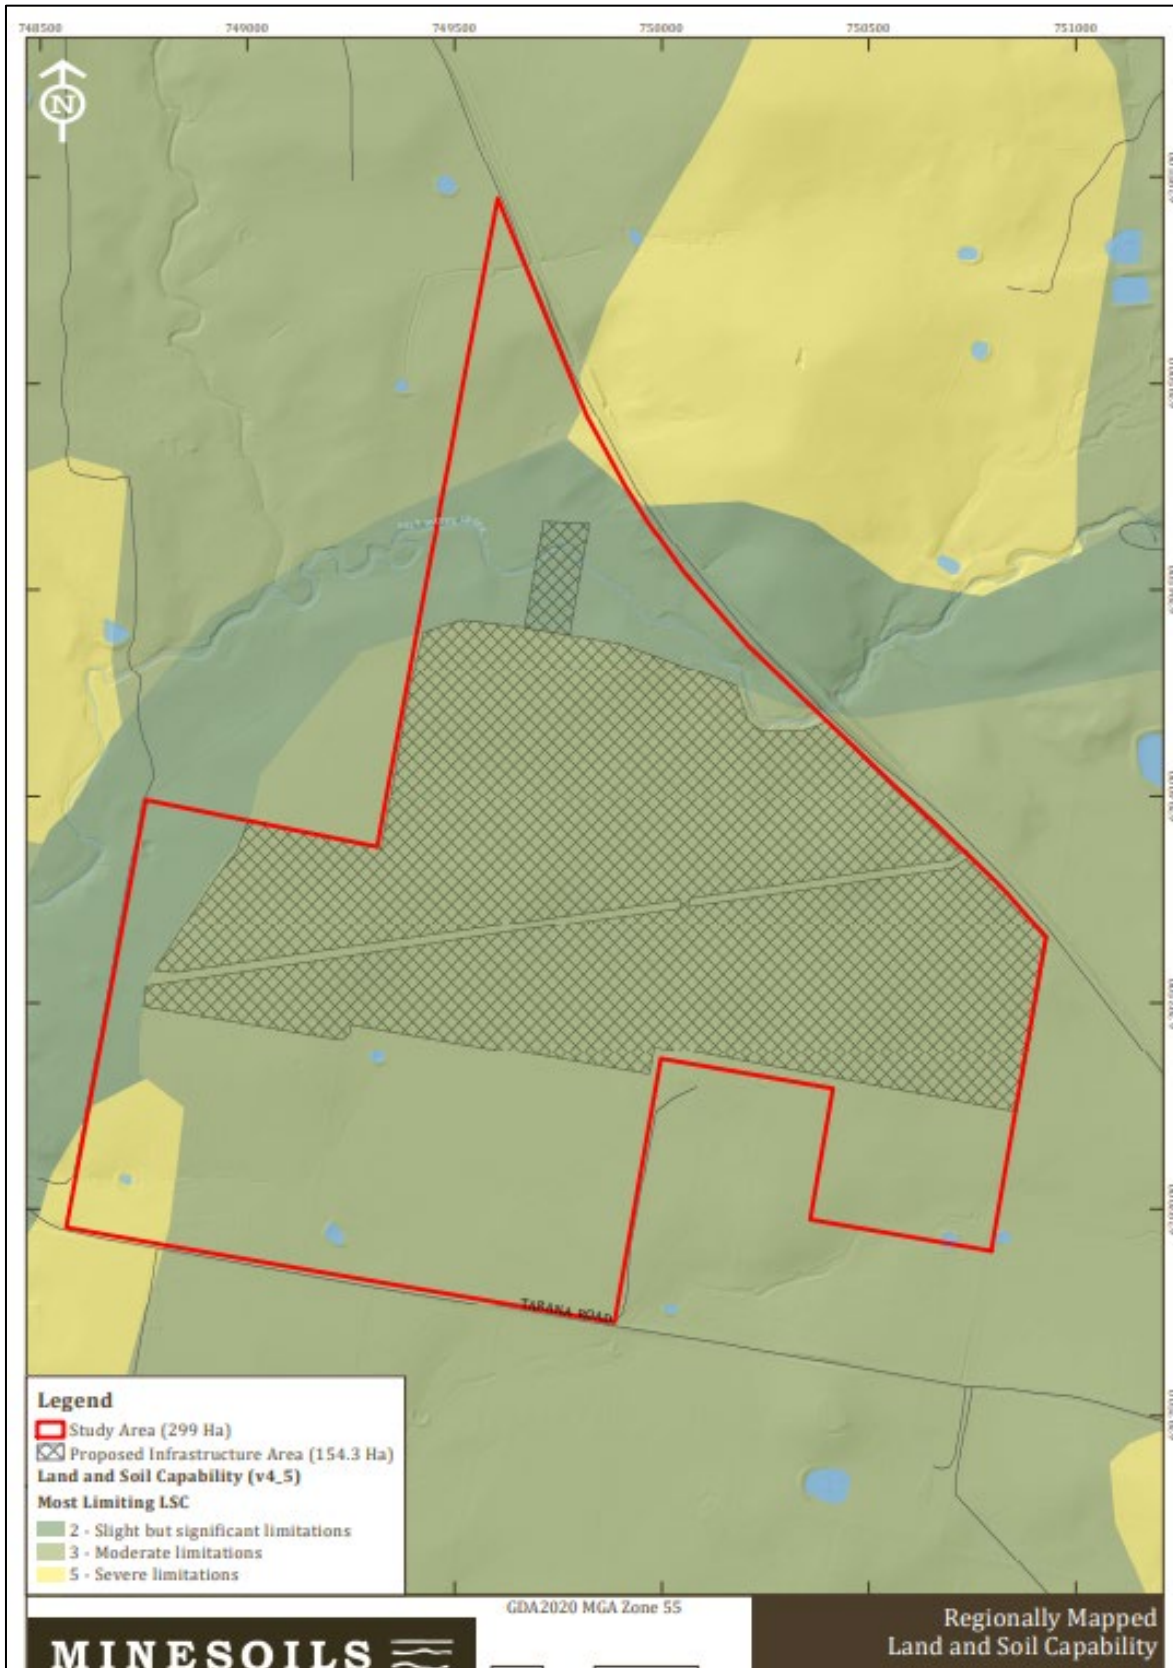 748500 749000 749500 750000 750500 751000
N
TARANA ROAD
Legend
Study Area (299 Ha)
Proposed Infrastructure Area (154.3 Ha)
Land and Soil Capability (v4_5)
Most Limiting LSC
2 - Slight but significant limitations
3 - Moderate limitations
5 - Severe limitations
GDA2020 MGA Zone 55
MINESOILS
Regionally Mapped
Land and Soil Capability